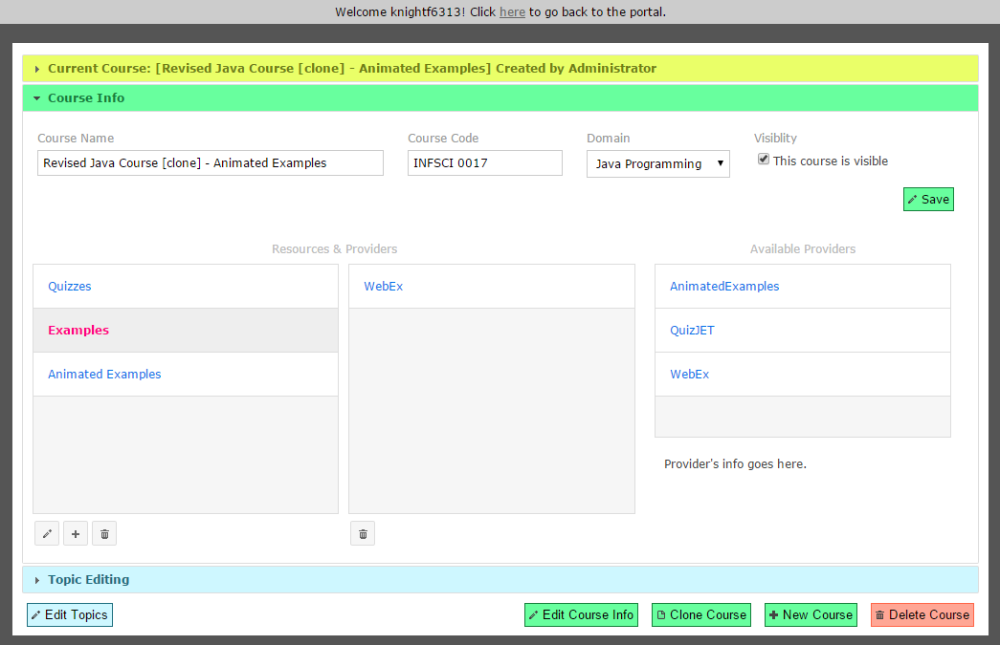 Welcome knightf6313! Click here to go back to the portal.
Current Course: [Revised Java Course [clone] - Animated Examples] Created by Administrator
Course Info
Course Name
Course Code
Domain
Visiblity
Revised Java Course [clone] - Animated Examples
INFSCI 0017
Java Programming
This course is visible
Save
Resources & Providers
Available Providers
Quizzes
WebEx
AnimatedExamples
Examples
QuizJET
Animated Examples
WebEx
Provider's info goes here.
Topic Editing
Edit Topics
Edit Course Info
Clone Course
New Course
Delete Course